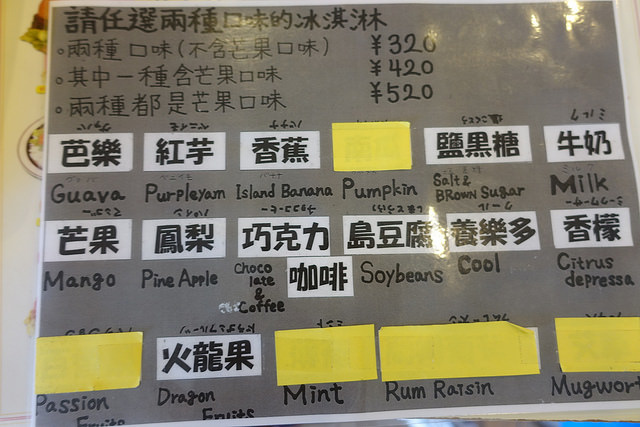 請任選兩種口味的冰淇淋
。兩種口味(不含芒果口味) ¥320
。其中一種含芒果口味 ¥420
。兩種都是芒果口味 ¥520
芭樂 紅芋 香蕉 鹽黑糖 牛奶
Guava Purpleyam Island Banana Pumpkin Salt & BROWN Sugar Milk
芒果 鳳梨 巧克力 咖啡 島豆腐 養樂多 香檬
Mango Pine Apple Choco late & Coffee Soybeans Cool Citrus depressa
火龍果
Passion Fruits Dragon Fruits Mint Rum Raisin Mugwort